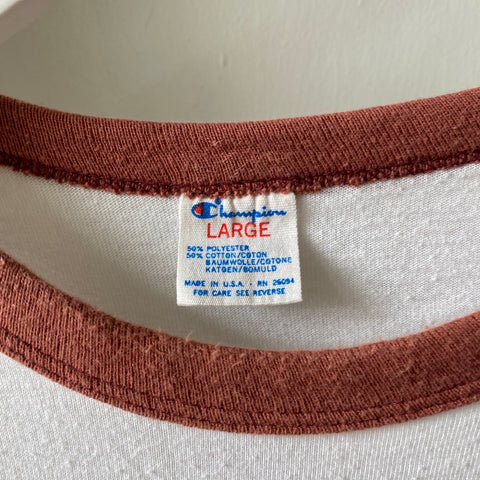 Champion
LARGE
50% POLYESTER
50% COTTON/COTON
BAUMWOLLE/COTONE
KATOEN/BOMULD
MADE IN U.S.A. - RN 26094
FOR CARE SEE REVERSE